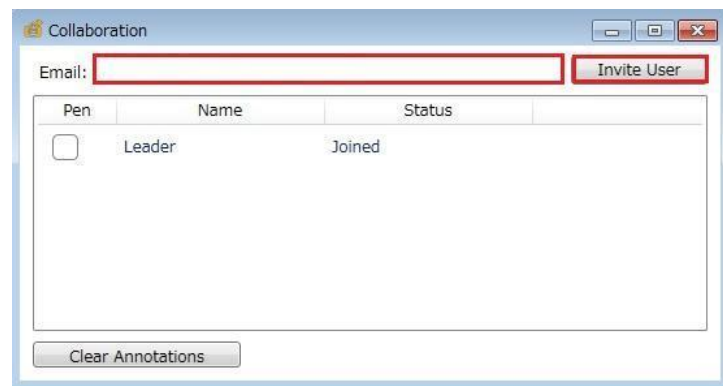 Collaboration
Email: Invite User
Pen Name Status
Leader Joined
Clear Annotations